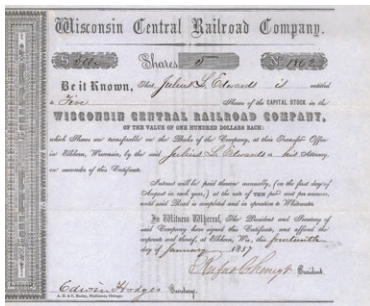 Wisconsin Central Railroad Company.
Shares 5 No. 1862
Be it Known, That Julius L. Edwards is entitled
to Five Shares of the CAPITAL STOCK in the
WISCONSIN CENTRAL RAILROAD COMPANY,
OF THE VALUE OF ONE HUNDRED DOLLARS EACH:
which Shares are transferable on the Books of the Company, at their Transfer Office
in Elkhorn, Wisconsin, by the said Julius L. Edwards or his Attorney,
on surrender of this Certificate.
Interest will be paid thereon annually, (on the first day of
August in each year,) at the rate of TEN per cent per annum,
until said Road is completed and in operation to Whitewater.
In Witness Whereof, The President and Secretary of
said Company have signed this Certificate, and affixed the
corporate seal hereof, at Elkhorn, Wis., this fourteenth
day of January 1857
President.
Edwin Hodges Secretary.